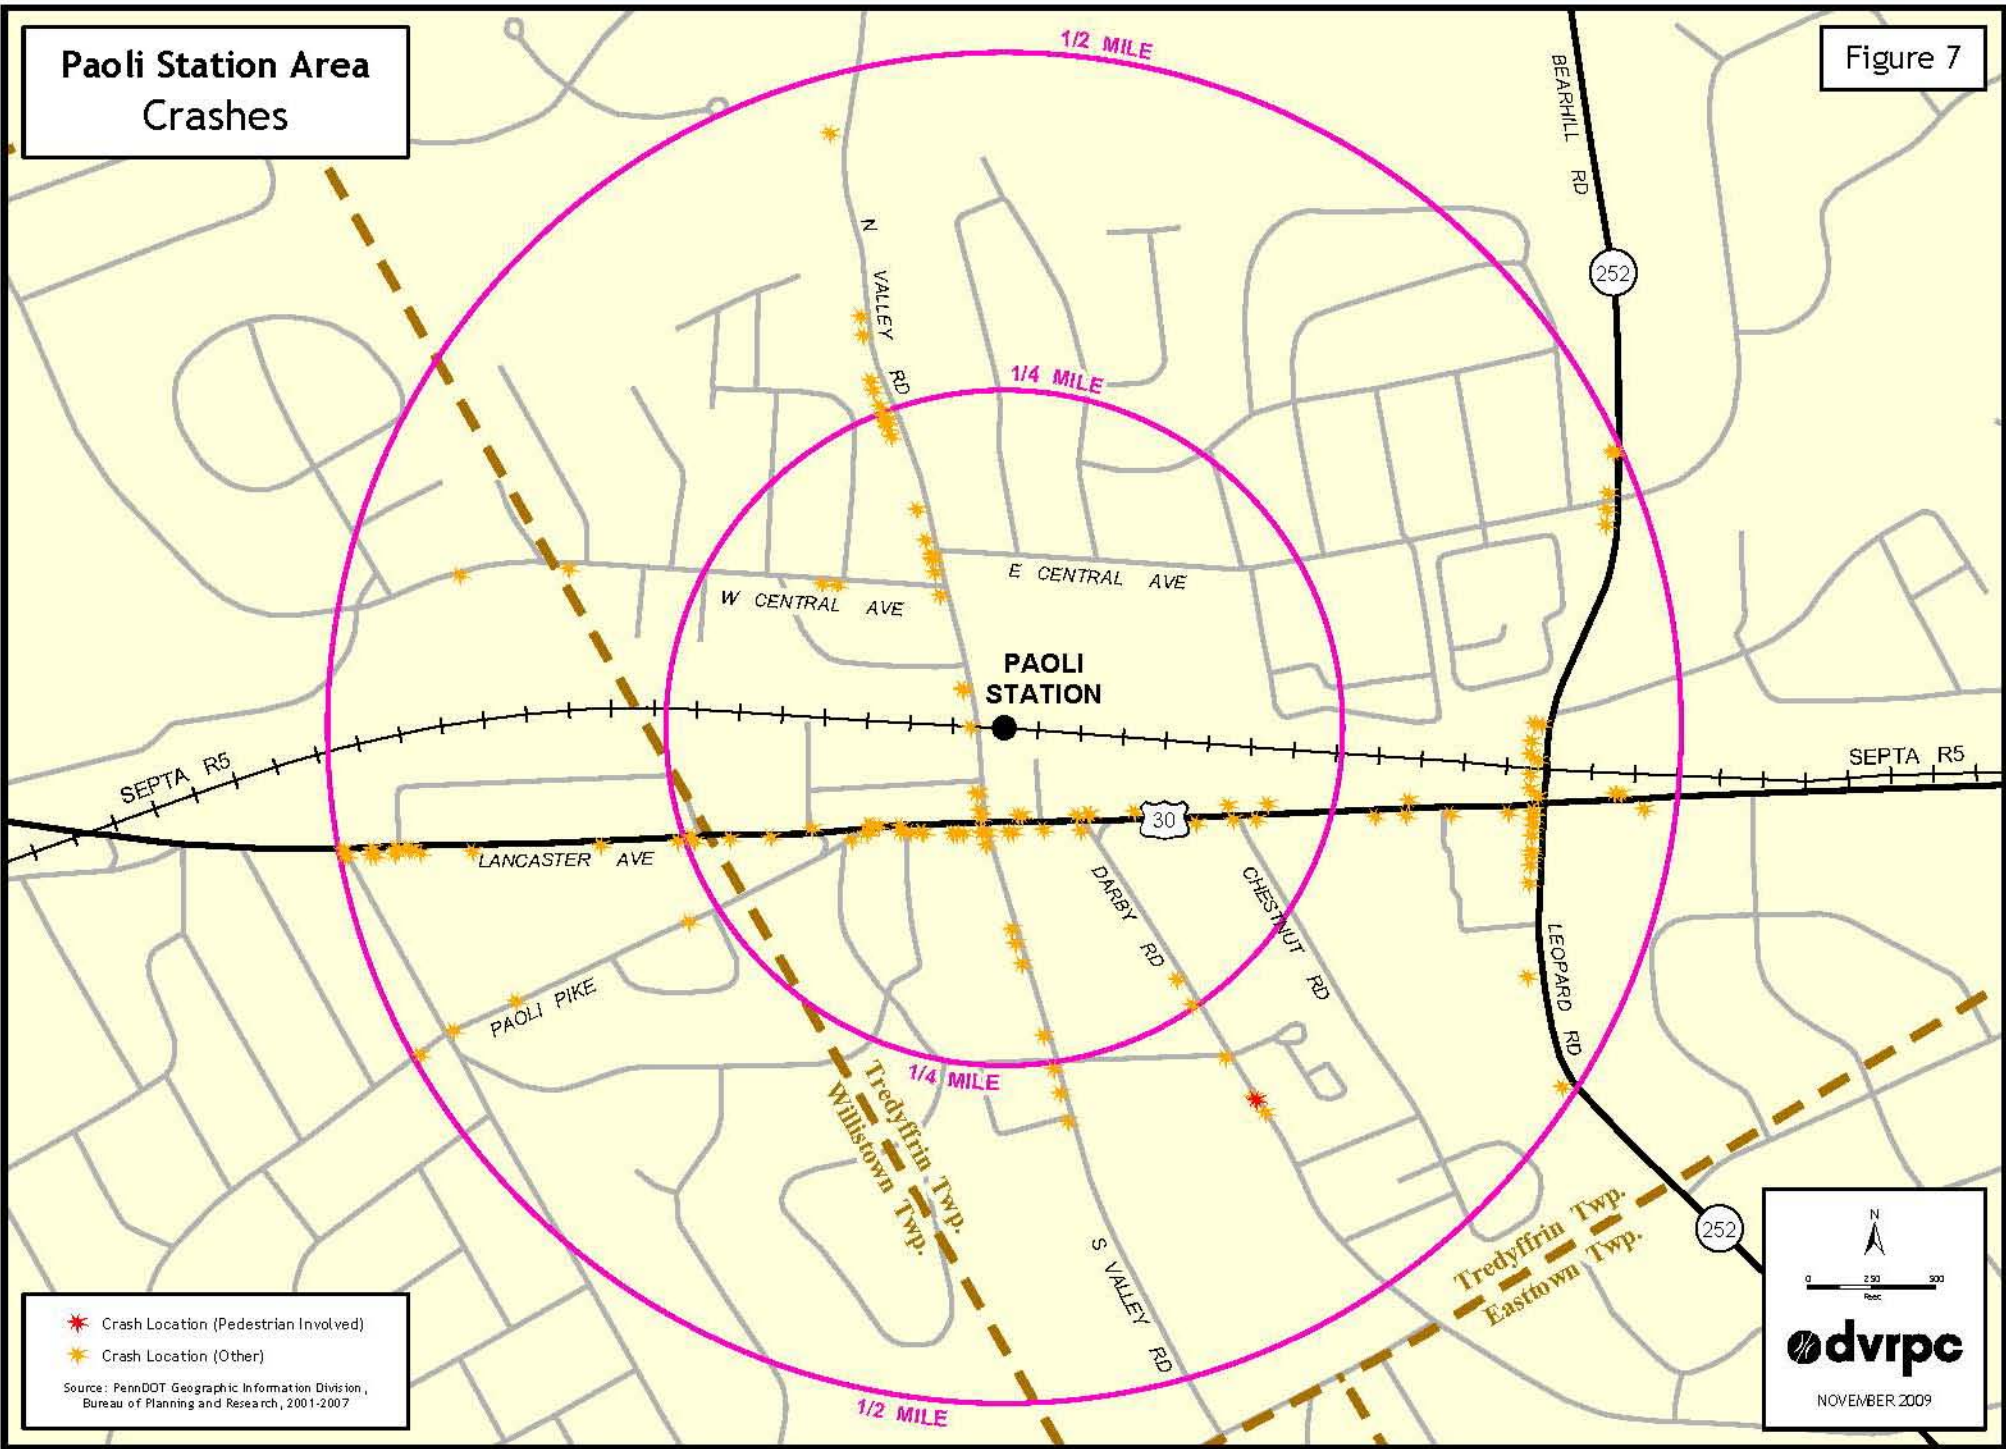 Paoli Station Area
Crashes
Figure 7
1/2 MILE
BEARHILL RD
252
N VALLEY RD
1/4 MILE
E CENTRAL AVE
W CENTRAL AVE
PAOLI
STATION
SEPTA R5
SEPTA R5
30
LANCASTER AVE
DARBY RD
CHESTNUT RD
LEOPARD RD
PAOLI PIKE
1/4 MILE
Tredyffrin Twp.
Willistown Twp.
S VALLEY RD
Tredyffrin Twp.
Easttown Twp.
252
1/2 MILE
Crash Location (Pedestrian Involved)
Crash Location (Other)
Source: PennDOT Geographic Information Division,
Bureau of Planning and Research, 2001-2007
N
0 250 500
Feet
dvrpc
NOVEMBER 2009